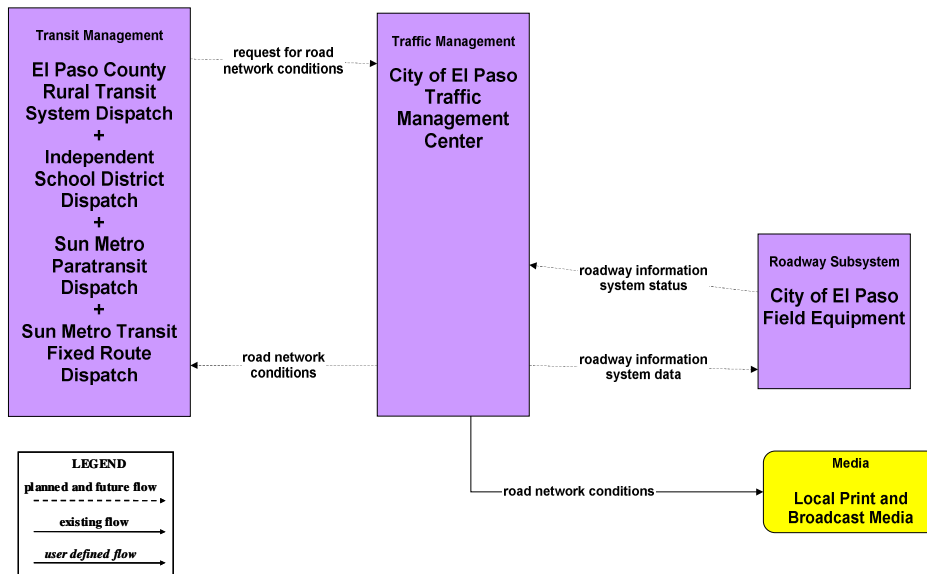 Transit Management
El Paso County
Rural Transit
System Dispatch
+
Independent
School District
Dispatch
+
Sun Metro
Paratransit
Dispatch
+
Sun Metro Transit
Fixed Route
Dispatch
request for road
network conditions
road network
conditions
Traffic Management
City of El Paso
Traffic
Management
Center
roadway information
system status
roadway information
system data
Roadway Subsystem
City of El Paso
Field Equipment
road network conditions
Media
Local Print and
Broadcast Media
LEGEND
planned and future flow
existing flow
user defined flow